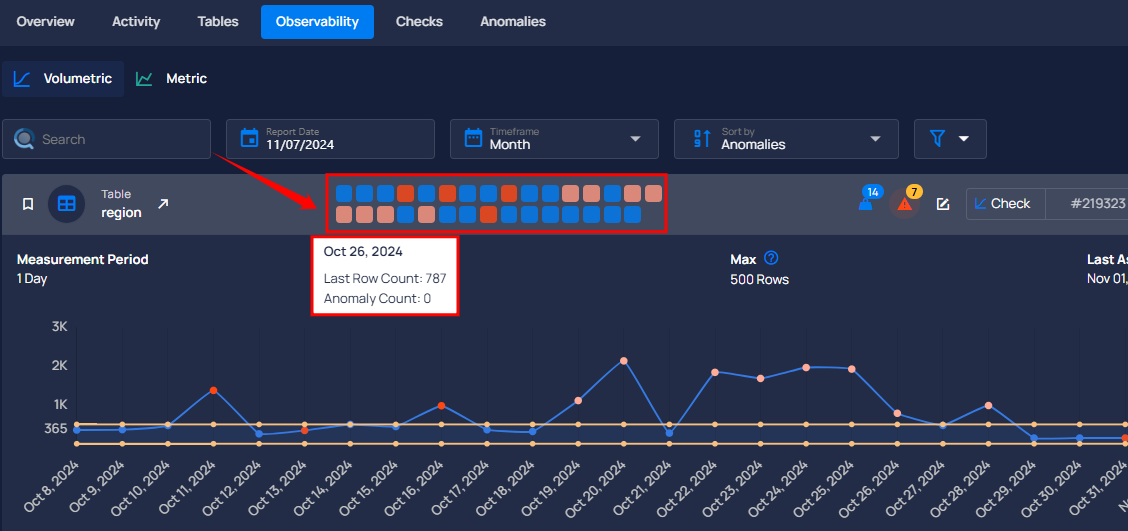 Overview Activity Tables Observability Checks Anomalies
Volumetric Metric
Search
Report Date
11/07/2024
Timeframe
Month
Sort by
Anomalies
Table
region
14
7
Check
#219323
Oct 26, 2024
Last Row Count: 787
Anomaly Count: 0
Measurement Period
1 Day
Max
500 Rows
Last As
Nov 01,
3K
2K
1K
365
Oct 8, 2024 Oct 9, 2024 Oct 10, 2024 Oct 11, 2024 Oct 12, 2024 Oct 13, 2024 Oct 14, 2024 Oct 15, 2024 Oct 16, 2024 Oct 17, 2024 Oct 18, 2024 Oct 19, 2024 Oct 20, 2024 Oct 21, 2024 Oct 22, 2024 Oct 23, 2024 Oct 24, 2024 Oct 25, 2024 Oct 26, 2024 Oct 27, 2024 Oct 28, 2024 Oct 29, 2024 Oct 30, 2024 Oct 31, 2024